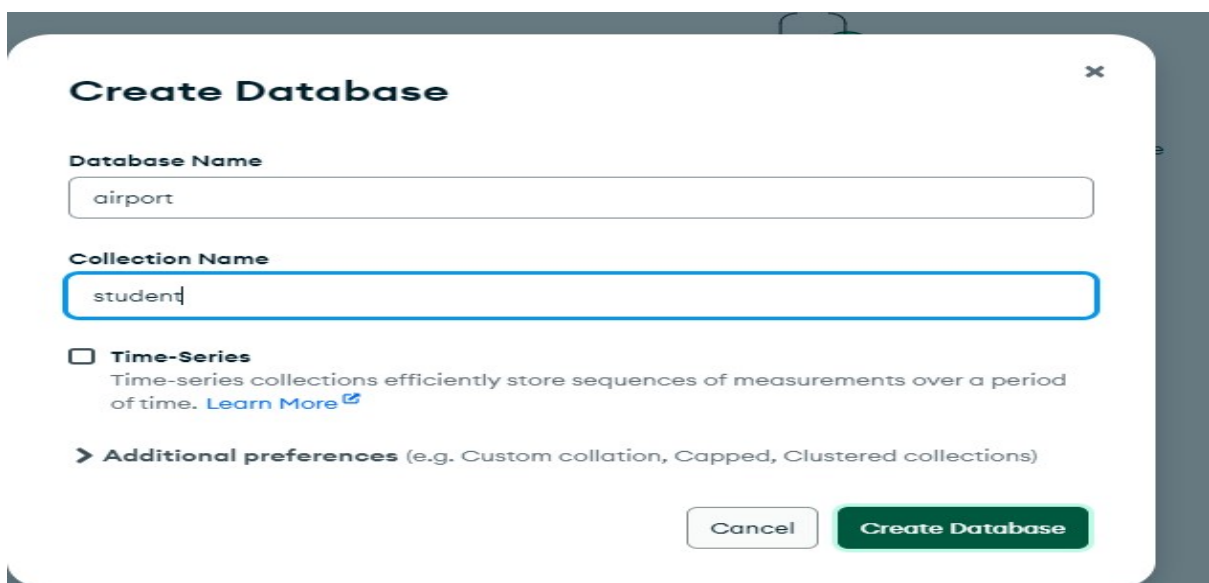 Create Database
Database Name
airport
Collection Name
student
Time-Series
Time-series collections efficiently store sequences of measurements over a period
of time. Learn More
Additional preferences (e.g. Custom collation, Capped, Clustered collections)
Cancel
Create Database